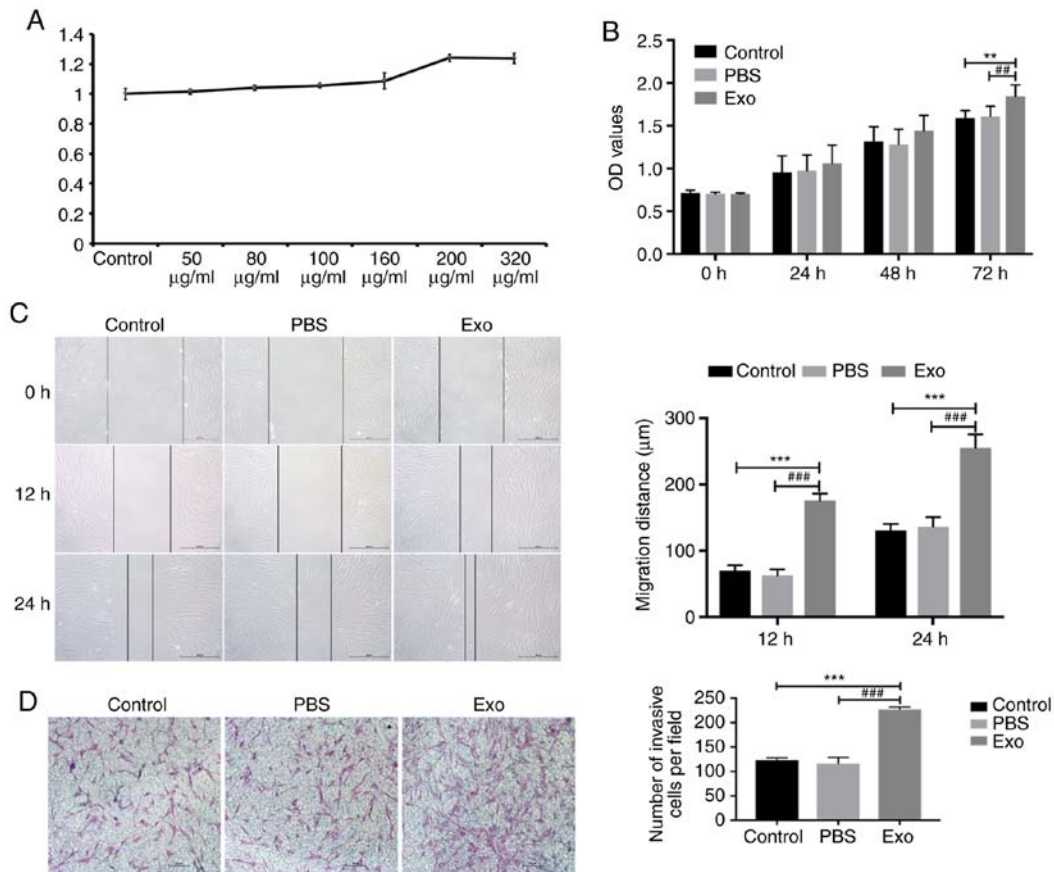 A
1.4
1.2
1
0.8
0.6
0.4
0.2
0
Control
50 µg/ml
80 µg/ml
100 µg/ml
160 µg/ml
200 µg/ml
320 µg/ml
B
Control
PBS
Exo
OD values
2.5
2.0
1.5
1.0
0.5
0.0
**
##
0 h
24 h
48 h
72 h
C
Control
PBS
Exo
0 h
12 h
24 h
Control
PBS
Exo
Migration distance (µm)
300
200
100
0
***
###
***
###
12 h
24 h
D
Control
PBS
Exo
Number of invasive
cells per field
250
200
150
100
50
0
***
###
Control
PBS
Exo
Control
PBS
Exo